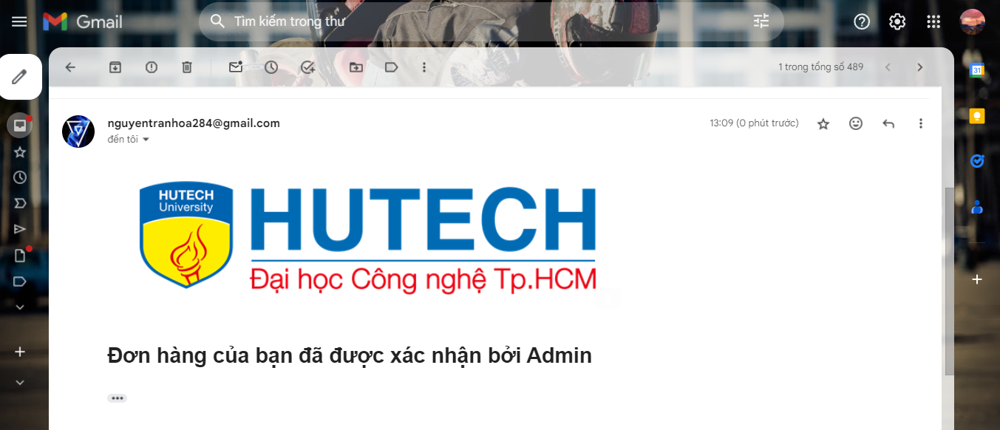 Gmail
Tìm kiếm trong thư
1 trong tổng số 489
nguyentranhoa284@gmail.com
13:09 (0 phút trước)
đến tôi
31
HUTECH
University
HUTECH
Đại học Công nghệ Tp.HCM
Đơn hàng của bạn đã được xác nhận bởi Admin